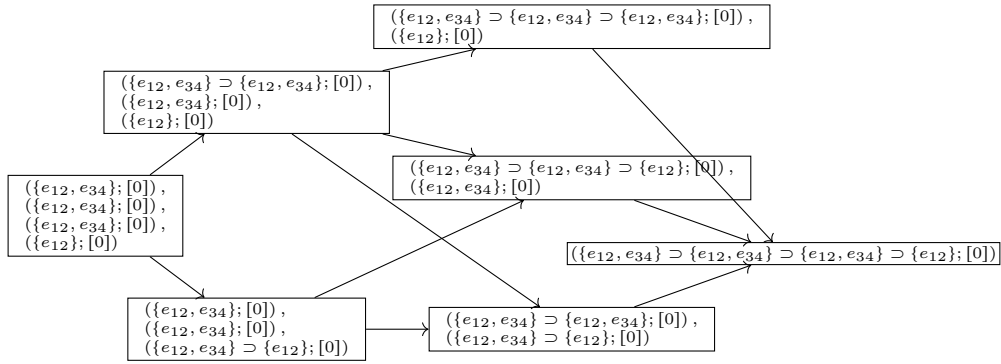 ({e₁₂, e₃₄} ⊃ {e₁₂, e₃₄} ⊃ {e₁₂, e₃₄}; [0]) ,
({e₁₂}; [0])
({e₁₂, e₃₄} ⊃ {e₁₂, e₃₄}; [0]) ,
({e₁₂, e₃₄}; [0]) ,
({e₁₂}; [0])
({e₁₂, e₃₄} ⊃ {e₁₂, e₃₄} ⊃ {e₁₂}; [0]) ,
({e₁₂, e₃₄}; [0])
({e₁₂, e₃₄}; [0]) ,
({e₁₂, e₃₄}; [0]) ,
({e₁₂, e₃₄}; [0]) ,
({e₁₂}; [0])
({e₁₂, e₃₄} ⊃ {e₁₂, e₃₄} ⊃ {e₁₂, e₃₄} ⊃ {e₁₂}; [0])
({e₁₂, e₃₄}; [0]) ,
({e₁₂, e₃₄}; [0]) ,
({e₁₂, e₃₄} ⊃ {e₁₂}; [0])
({e₁₂, e₃₄} ⊃ {e₁₂, e₃₄}; [0]) ,
({e₁₂, e₃₄} ⊃ {e₁₂}; [0])